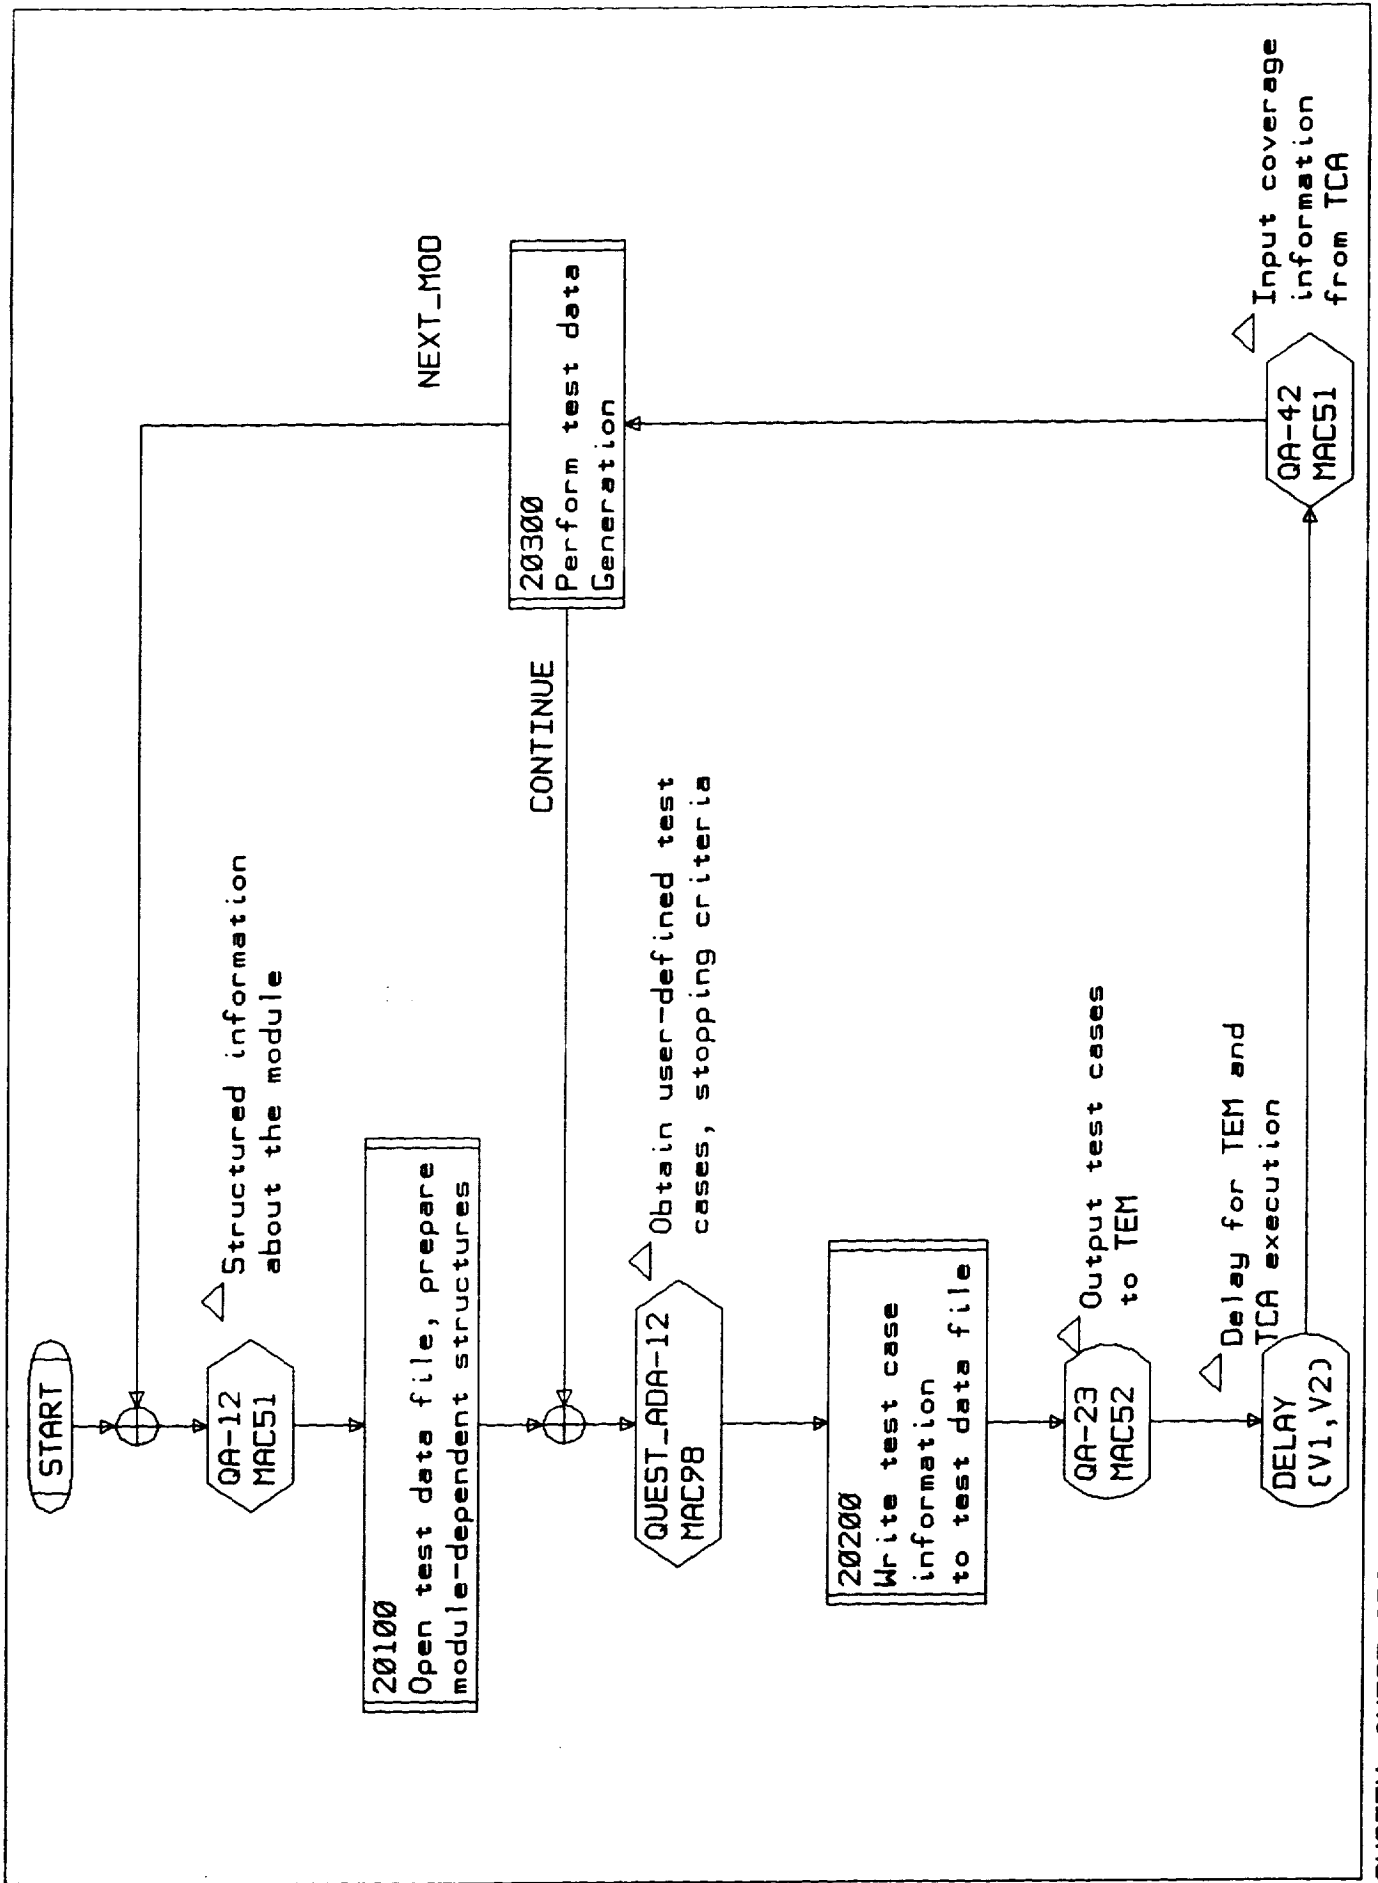 START
QA-12
MAC51
Structured information
about the module
20100
Open test data file, prepare
module-dependent structures
QUEST_ADA-12
MAC98
Obtain user-defined test
cases, stopping criteria
20200
Write test case
information
to test data file
QA-23
MAC52
Output test cases
to TEM
DELAY
(V1,V2)
Delay for TEM and
TCA execution
QA-42
MAC51
Input coverage
information
from TCA
20300
Perform test data
Generation
CONTINUE
NEXT_MOD